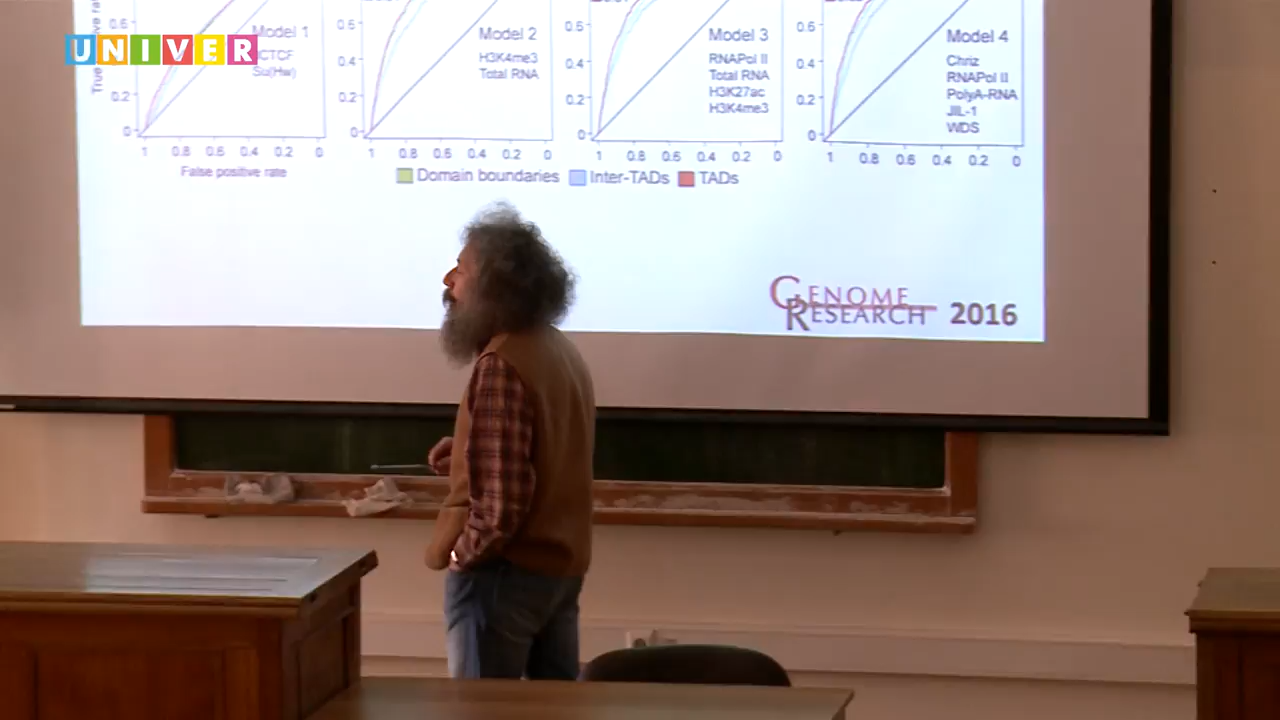 UNIVER
True
0.6
0.2
0
Model 1
CTCF
Su(Hw)
1 0.8 0.6 0.4 0.2 0
False positive rate
0.6
0.4
0.2
0
Model 2
H3K4me3
Total RNA
1 0.8 0.6 0.4 0.2 0
0.6
0.4
0.2
0
Model 3
RNAPol II
Total RNA
H3K27ac
H3K4me3
1 0.8 0.6 0.4 0.2 0
0.6
0.4
0.2
0
Model 4
Chriz
RNAPol II
PolyA-RNA
JIL-1
WDS
1 0.8 0.6 0.4 0.2 0
Domain boundaries Inter-TADs TADs
GENOME
RESEARCH 2016